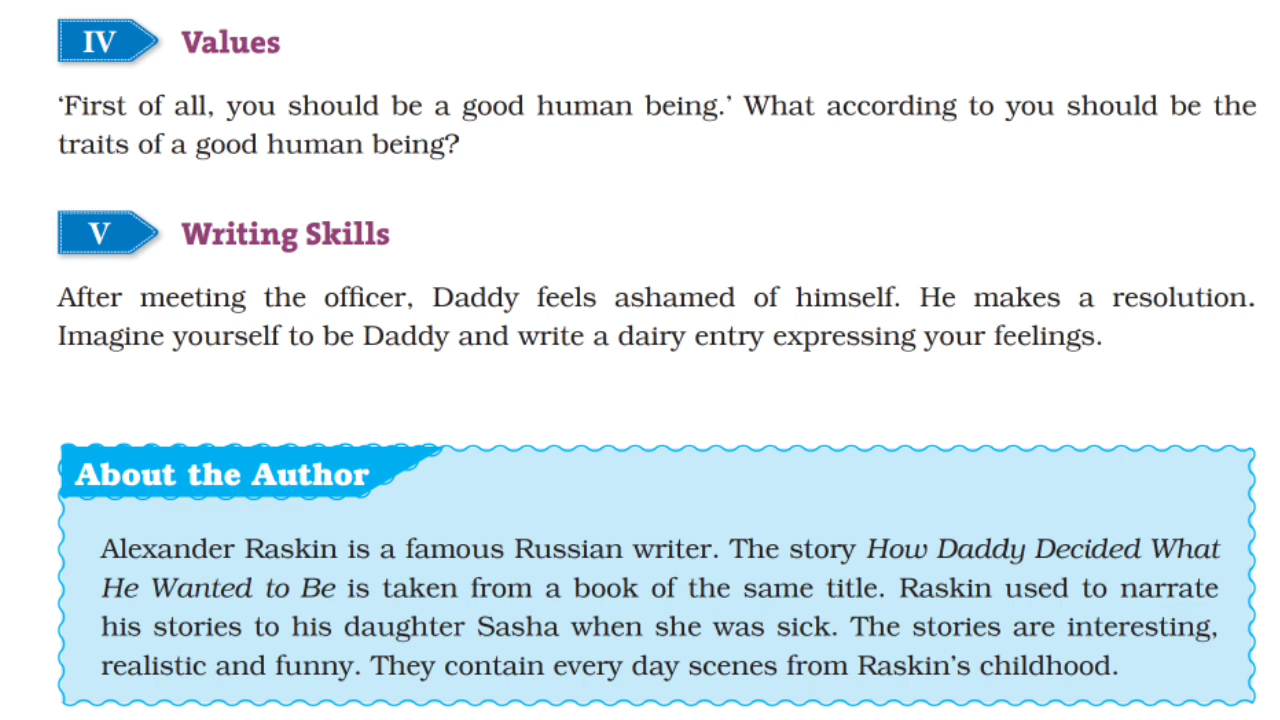 IV Values
‘First of all, you should be a good human being.’ What according to you should be the
traits of a good human being?
V Writing Skills
After meeting the officer, Daddy feels ashamed of himself. He makes a resolution.
Imagine yourself to be Daddy and write a dairy entry expressing your feelings.
About the Author
Alexander Raskin is a famous Russian writer. The story How Daddy Decided What
He Wanted to Be is taken from a book of the same title. Raskin used to narrate
his stories to his daughter Sasha when she was sick. The stories are interesting,
realistic and funny. They contain every day scenes from Raskin’s childhood.